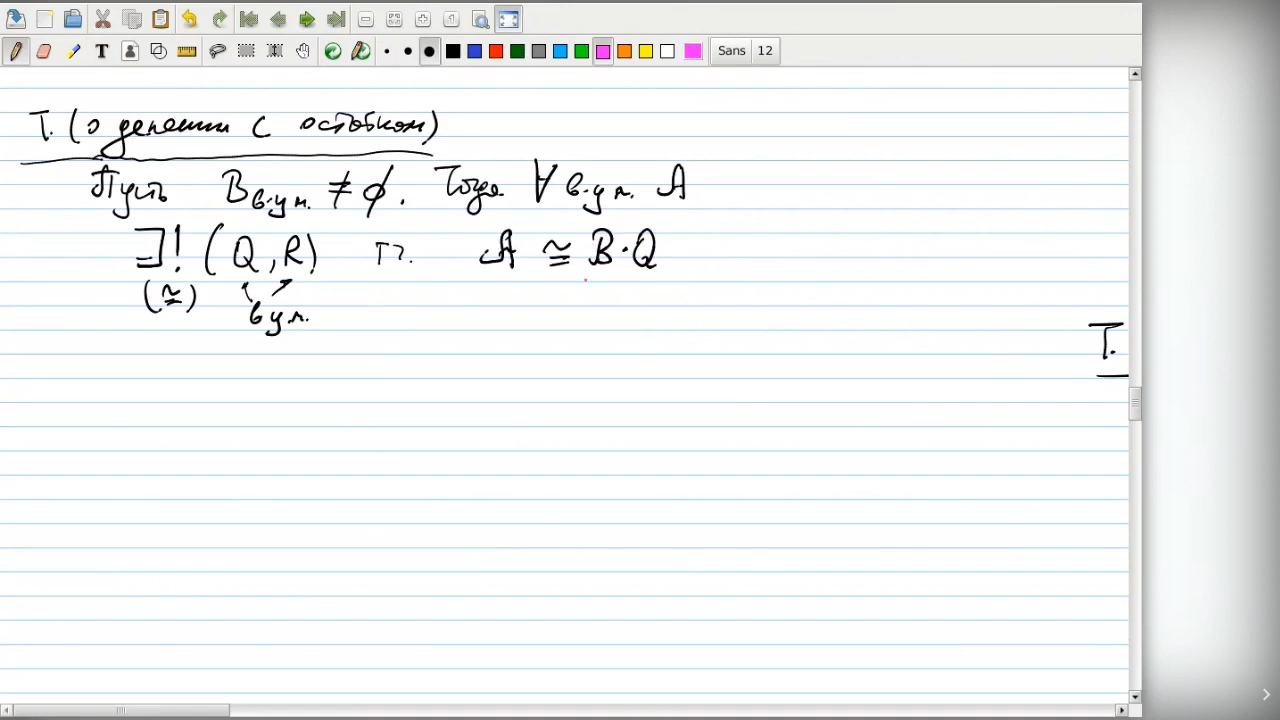 Sans 12
Т. (о делении с остатком)
Пусть B в.у.м. ≠ ∅. Тогда ∀ в.у.м. A
∃! (Q, R) т.ч. A ≅ B·Q
(≅) в.у.м.
Т.